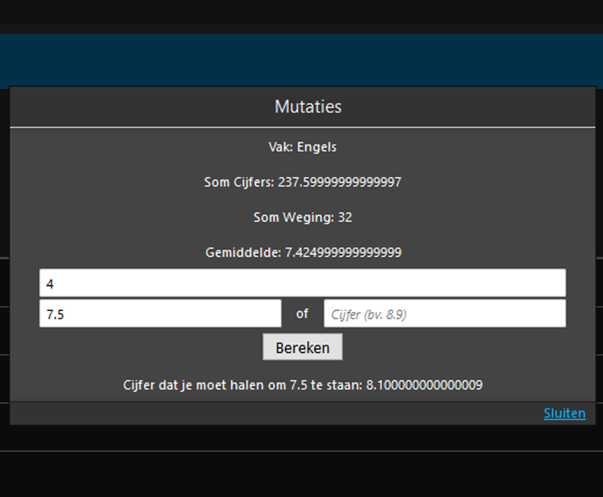 Mutaties
Vak: Engels
Som Cijfers: 237.59999999999997
Som Weging: 32
Gemiddelde: 7.424999999999999
4
7.5 of Cijfer (bv. 8.9)
Bereken
Cijfer dat je moet halen om 7.5 te staan: 8.100000000000009
Sluiten